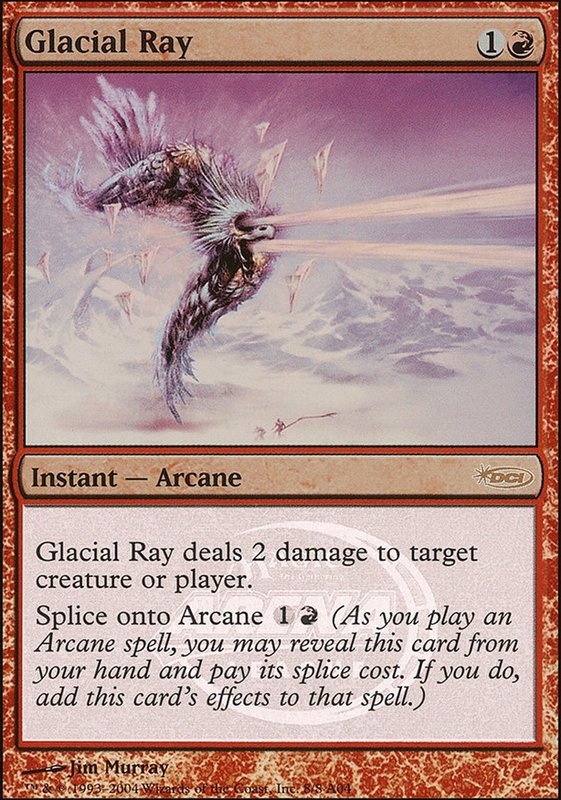 Glacial Ray 1
Instant — Arcane
DCI
Glacial Ray deals 2 damage to target
creature or player.
Splice onto Arcane 1 (As you play an
Arcane spell, you may reveal this card from
your hand and pay its splice cost. If you do,
add this card's effects to that spell.)
ARENA
Jim Murray
™ & © 1993-2004 Wizards of the Coast, Inc. 8/8 A04